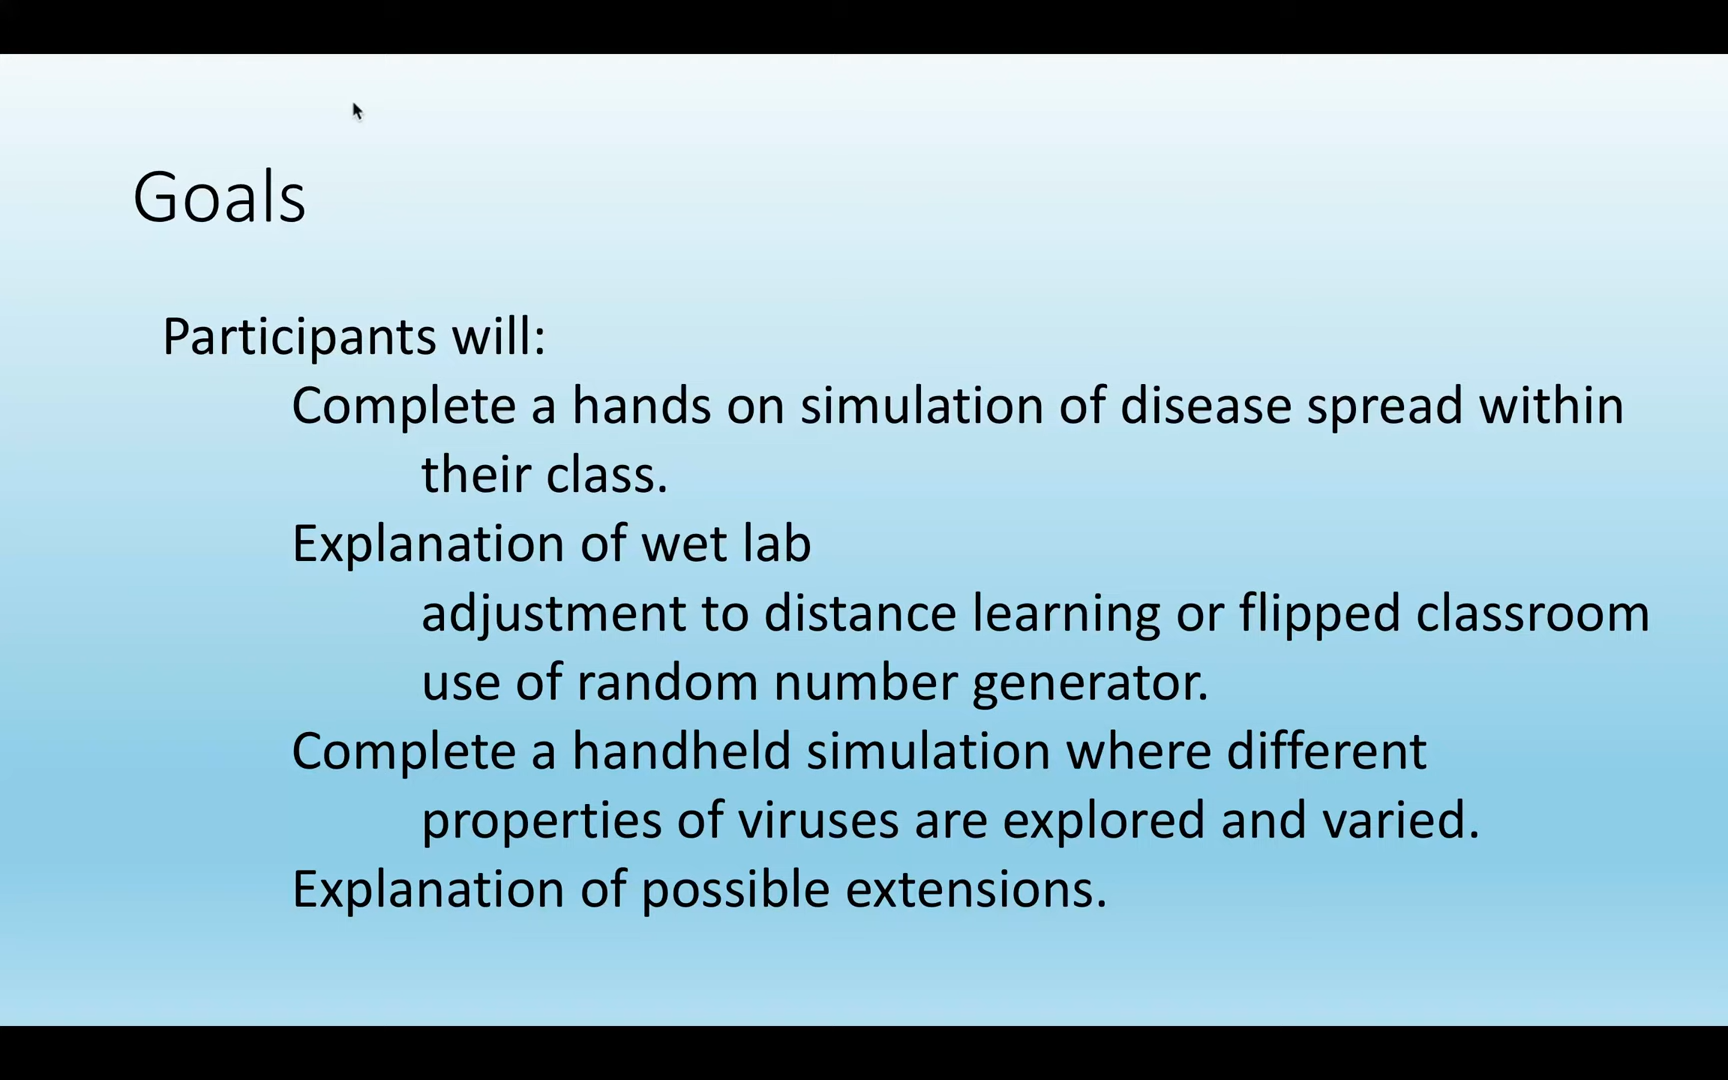 Goals
Participants will:
Complete a hands on simulation of disease spread within
their class.
Explanation of wet lab
adjustment to distance learning or flipped classroom
use of random number generator.
Complete a handheld simulation where different
properties of viruses are explored and varied.
Explanation of possible extensions.